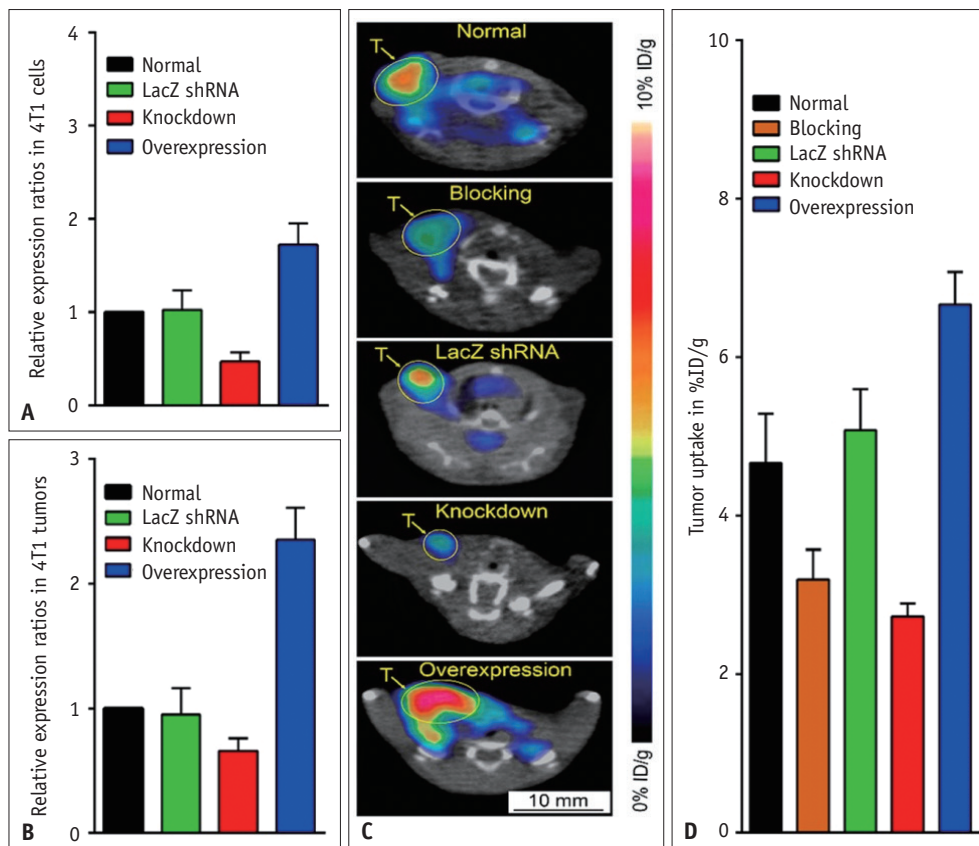 4
3
2
1
0
Relative expression ratios in 4T1 cells
Normal
LacZ shRNA
Knockdown
Overexpression
A
3
2
1
0
Relative expression ratios in 4T1 tumors
Normal
LacZ shRNA
Knockdown
Overexpression
B
Normal
T
Blocking
T
LacZ shRNA
T
Knockdown
T
Overexpression
T
10 mm
10% ID/g
0% ID/g
C
10
8
6
4
2
0
Tumor uptake in %ID/g
Normal
Blocking
LacZ shRNA
Knockdown
Overexpression
D